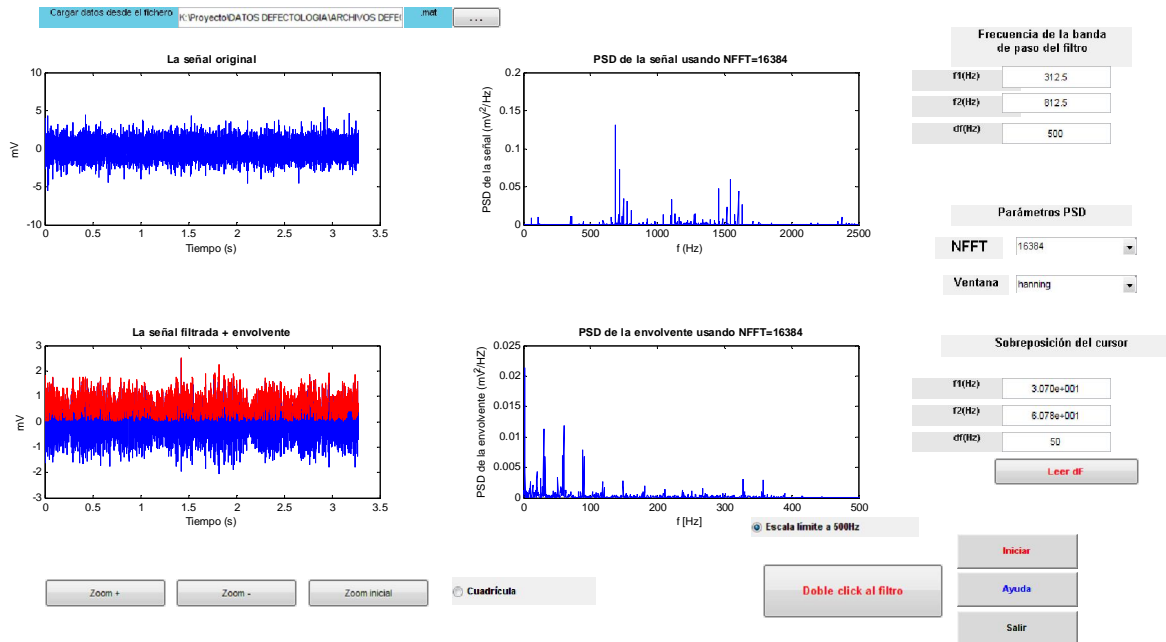 Cargar datos desde el fichero K:\Proyecto\DATOS DEFECTOLOGIA\ARCHIVOS DEFE( .mat ...
La señal original
10
5
0
-5
-10
mV
0 0.5 1 1.5 2 2.5 3 3.5
Tiempo (s)
PSD de la señal usando NFFT=16384
0.2
0.15
0.1
0.05
0
PSD de la señal (mV²/Hz)
0 500 1000 1500 2000 2500
f (Hz)
Frecuencia de la banda
de paso del filtro
f1(Hz) 312.5
f2(Hz) 812.5
df(Hz) 500
Parámetros PSD
NFFT 16384
Ventana hanning
La señal filtrada + envolvente
3
2
1
0
-1
-2
-3
mV
0 0.5 1 1.5 2 2.5 3 3.5
Tiempo (s)
PSD de la envolvente usando NFFT=16384
0.025
0.02
0.015
0.01
0.005
0
PSD de la envolvente (mV²/HZ)
0 100 200 300 400 500
f [Hz]
Escala límite a 500Hz
Sobreposición del cursor
f1(Hz) 3.070e+001
f2(Hz) 6.078e+001
df(Hz) 50
Leer dF
Zoom + Zoom - Zoom inicial Cuadrícula
Doble click al filtro
Iniciar
Ayuda
Salir